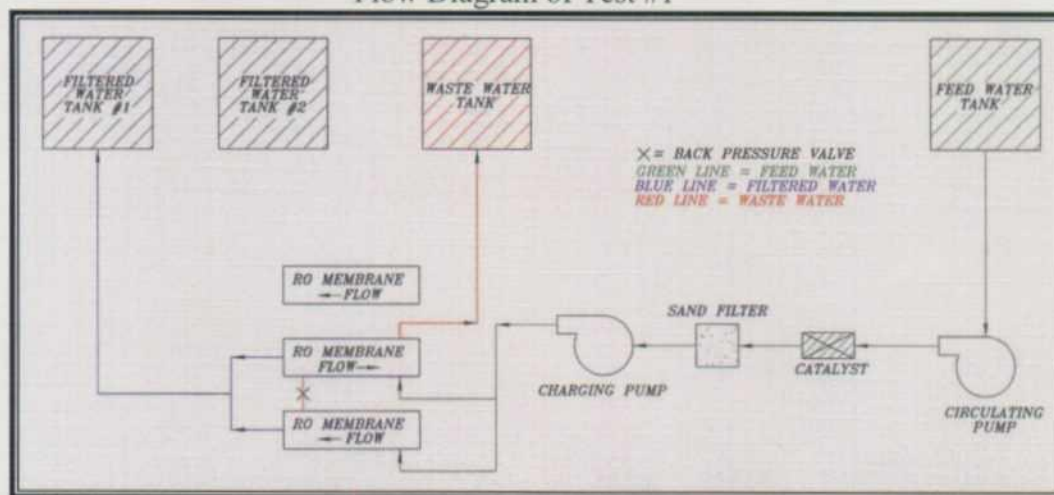 Flow Diagram of Test #1
FILTERED
WATER
TANK #1
FILTERED
WATER
TANK #2
WASTE WATER
TANK
FEED WATER
TANK
X = BACK PRESSURE VALVE
GREEN LINE = FEED WATER
BLUE LINE = FILTERED WATER
RED LINE = WASTE WATER
RO MEMBRANE
←FLOW
RO MEMBRANE
FLOW→
RO MEMBRANE
←FLOW
CHARGING PUMP
SAND FILTER
CATALYST
CIRCULATING
PUMP